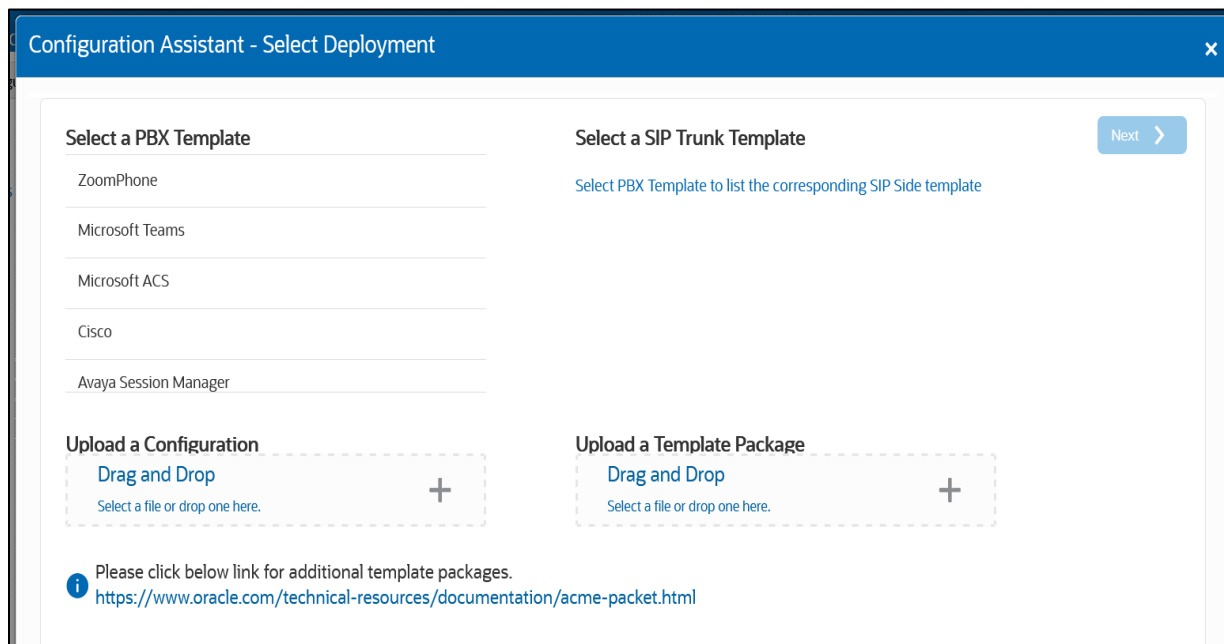 Configuration Assistant - Select Deployment
Select a PBX Template
Select a SIP Trunk Template
Next
ZoomPhone
Select PBX Template to list the corresponding SIP Side template
Microsoft Teams
Microsoft ACS
Cisco
Avaya Session Manager
Upload a Configuration
Upload a Template Package
Drag and Drop
Select a file or drop one here.
Drag and Drop
Select a file or drop one here.
Please click below link for additional template packages.
https://www.oracle.com/technical-resources/documentation/acme-packet.html